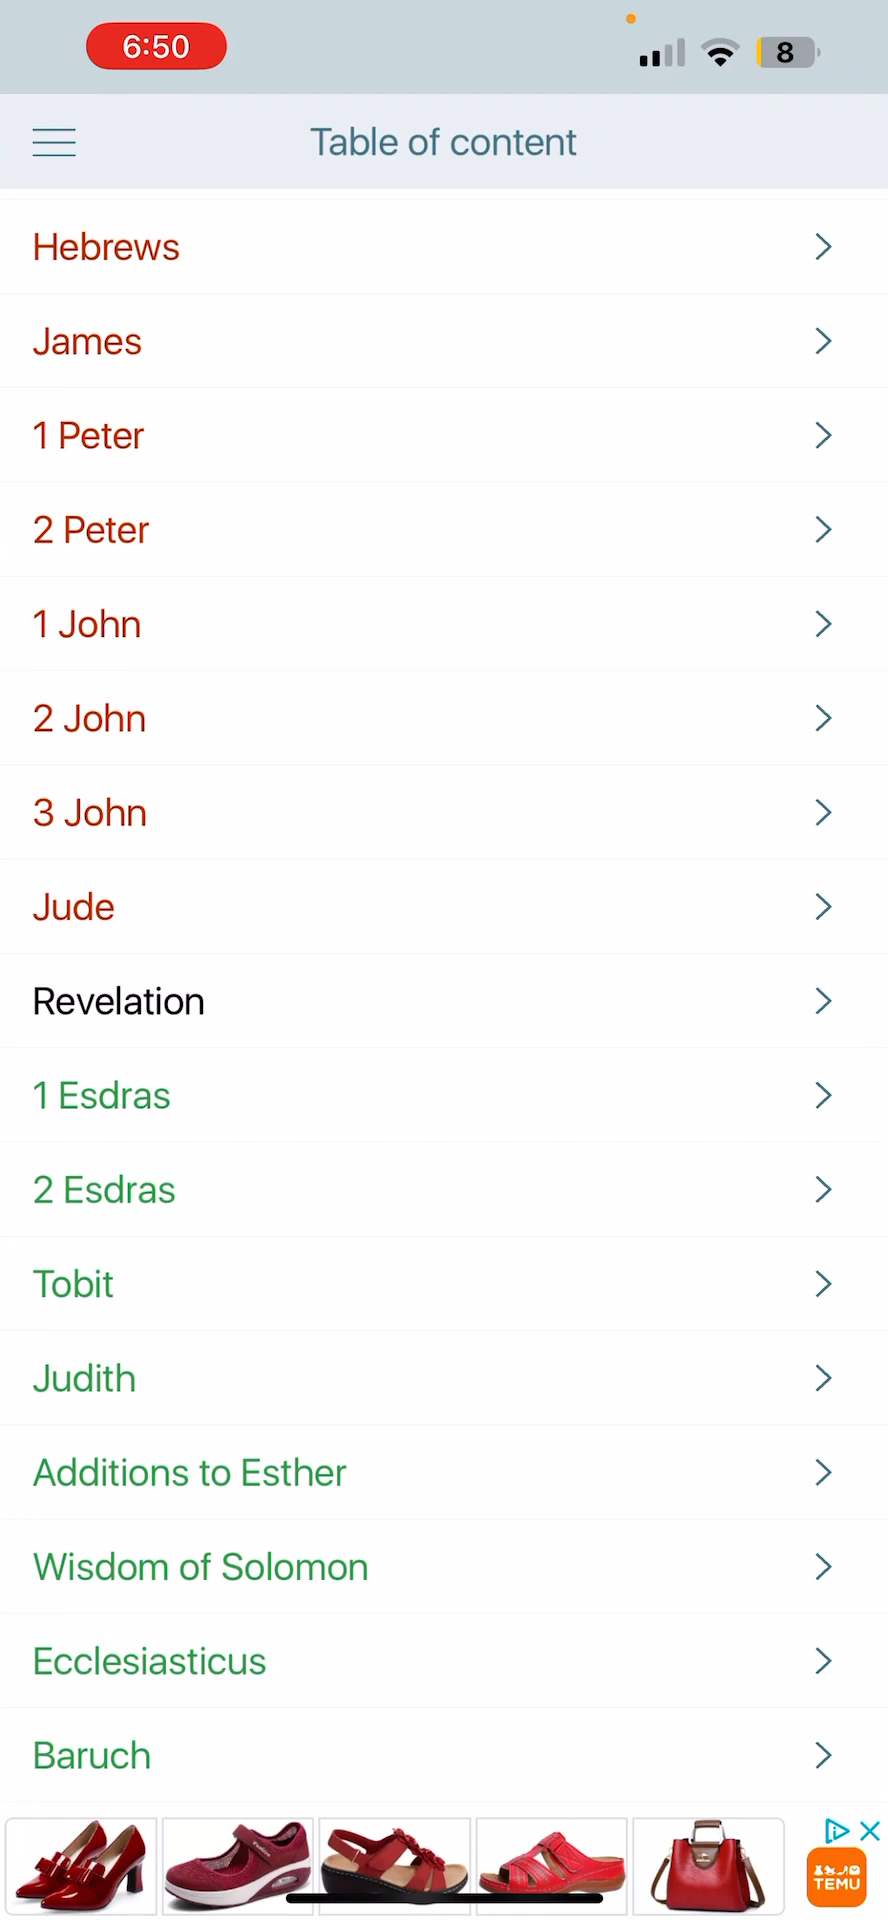 6:50
8
Table of content
Hebrews
James
1 Peter
2 Peter
1 John
2 John
3 John
Jude
Revelation
1 Esdras
2 Esdras
Tobit
Judith
Additions to Esther
Wisdom of Solomon
Ecclesiasticus
Baruch
TEMU